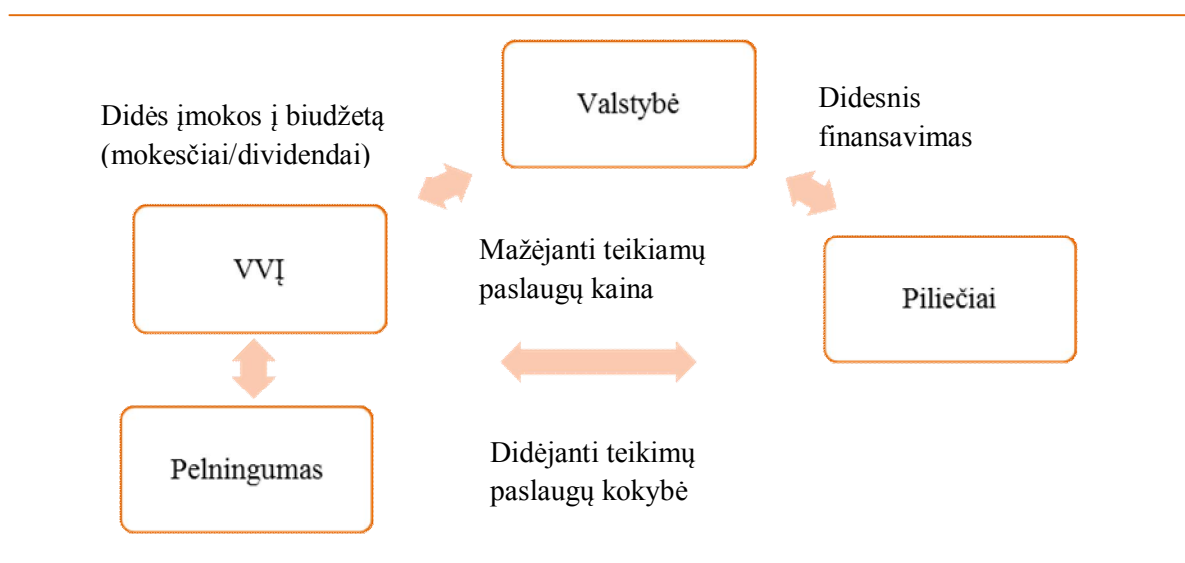 Valstybė
Didės įmokos į biudžetą
(mokesčiai/dividendai)
Didesnis
finansavimas
VVĮ
Mažėjanti teikiamų
paslaugų kaina
Piliečiai
Pelningumas
Didėjanti teikimų
paslaugų kokybė